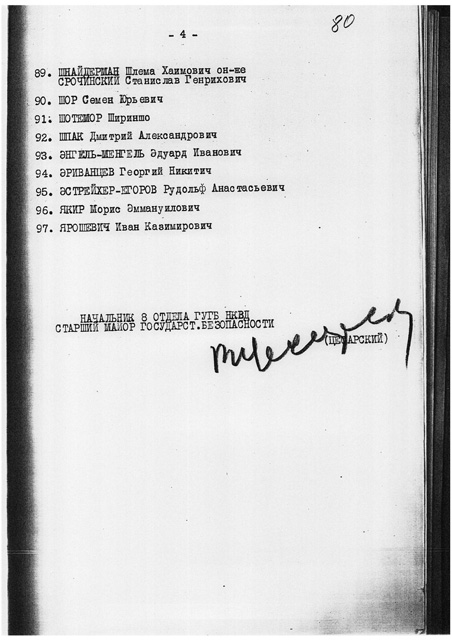 80
- 4 -
89. ШНАЙДЕРМАН Шлема Хаимович он-же
СРОЧИНСКИЙ Станислав Генрихович
90. ШОР Семен Юрьевич
91. ШОТЕМОР Ширишпо
92. ШПАК Дмитрий Александрович
93. ЭНГЕЛЬ-МЕНГЕЛЬ Эдуард Иванович
94. ЭРИВАНЦЕВ Георгий Никитич
95. ЭСТРЕЙХЕР-ЕГОРОВ Рудольф Анастасьевич
96. ЯКИР Морис Эммануилович
97. ЯРОШЕВИЧ Иван Казимирович
НАЧАЛЬНИК 8 ОТДЕЛА ГУГБ НКВД
СТАРШИЙ МАЙОР ГОСУДАРСТ.БЕЗОПАСНОСТИ
(ЦЕСАРСКИЙ)